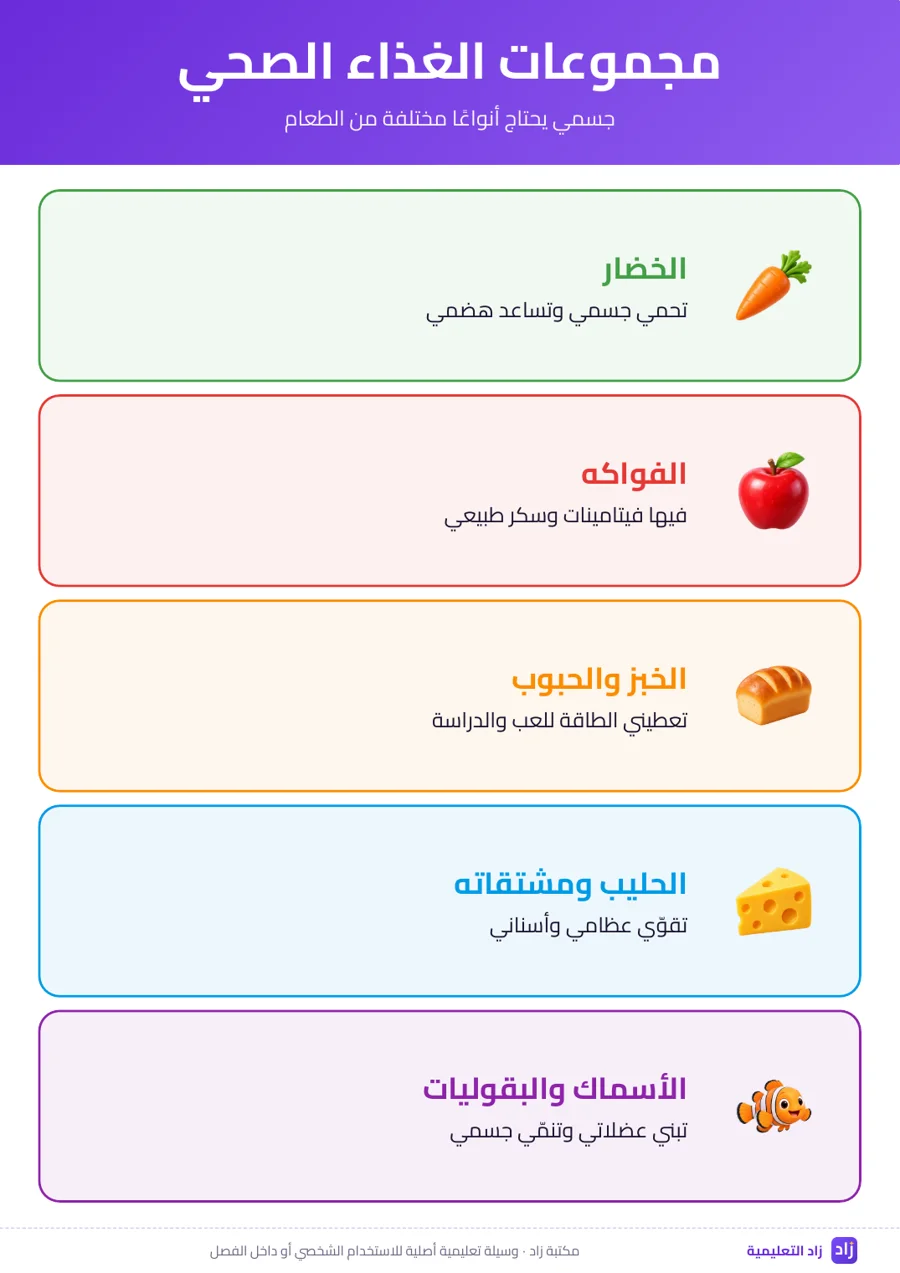 مجموعات الغذاء الصحي
جسمي يحتاج أنواعًا مختلفة من الطعام
الخضار
تحمي جسمي وتساعد هضمي
الفواكه
فيها فيتامينات وسكر طبيعي
الخبز والحبوب
تعطيني الطاقة للعب والدراسة
الحليب ومشتقاته
تقوّي عظامي وأسناني
الأسماك والبقوليات
تبني عضلاتي وتنمّي جسمي
زاد
زاد التعليمية
مكتبة زاد · وسيلة تعليمية أصلية للاستخدام الشخصي أو داخل الفصل